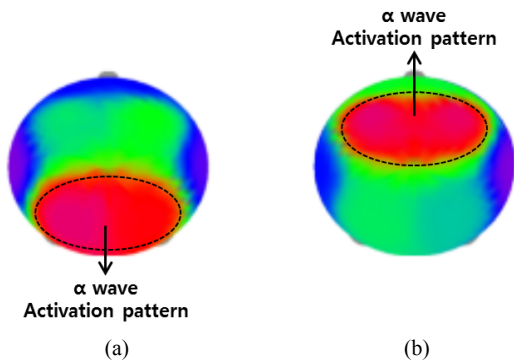 α wave
Activation pattern
α wave
Activation pattern
(a)
(b)